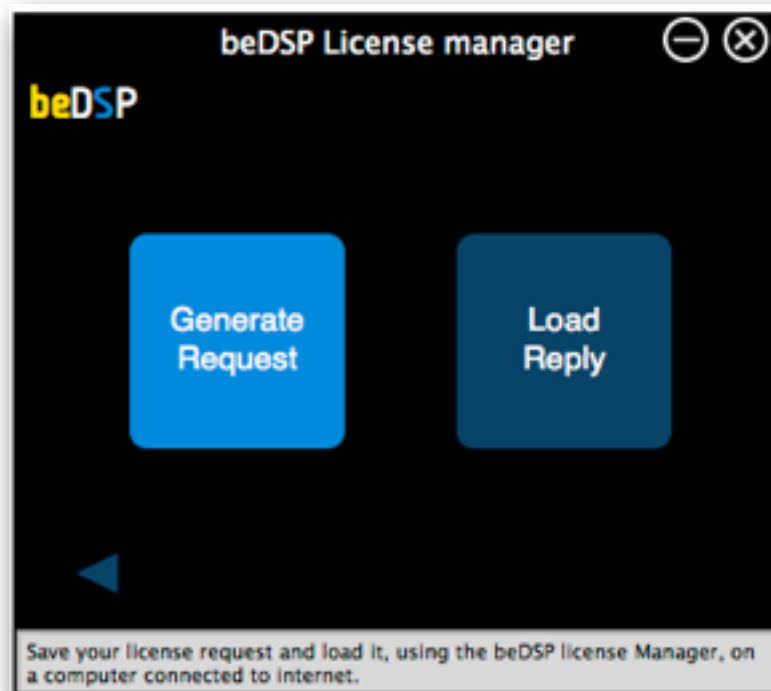 beDSP License manager
beDSP
Generate
Request
Load
Reply
Save your license request and load it, using the beDSP license Manager, on
a computer connected to internet.